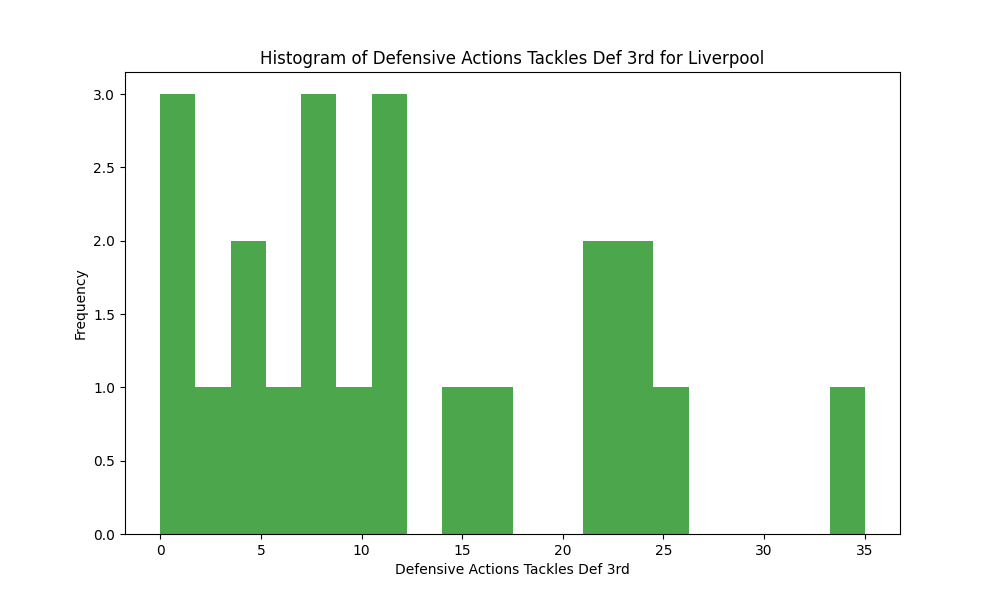 Histogram of Defensive Actions Tackles Def 3rd for Liverpool
3.0
2.5
2.0
1.5
1.0
0.5
0.0
Frequency
0 5 10 15 20 25 30 35
Defensive Actions Tackles Def 3rd